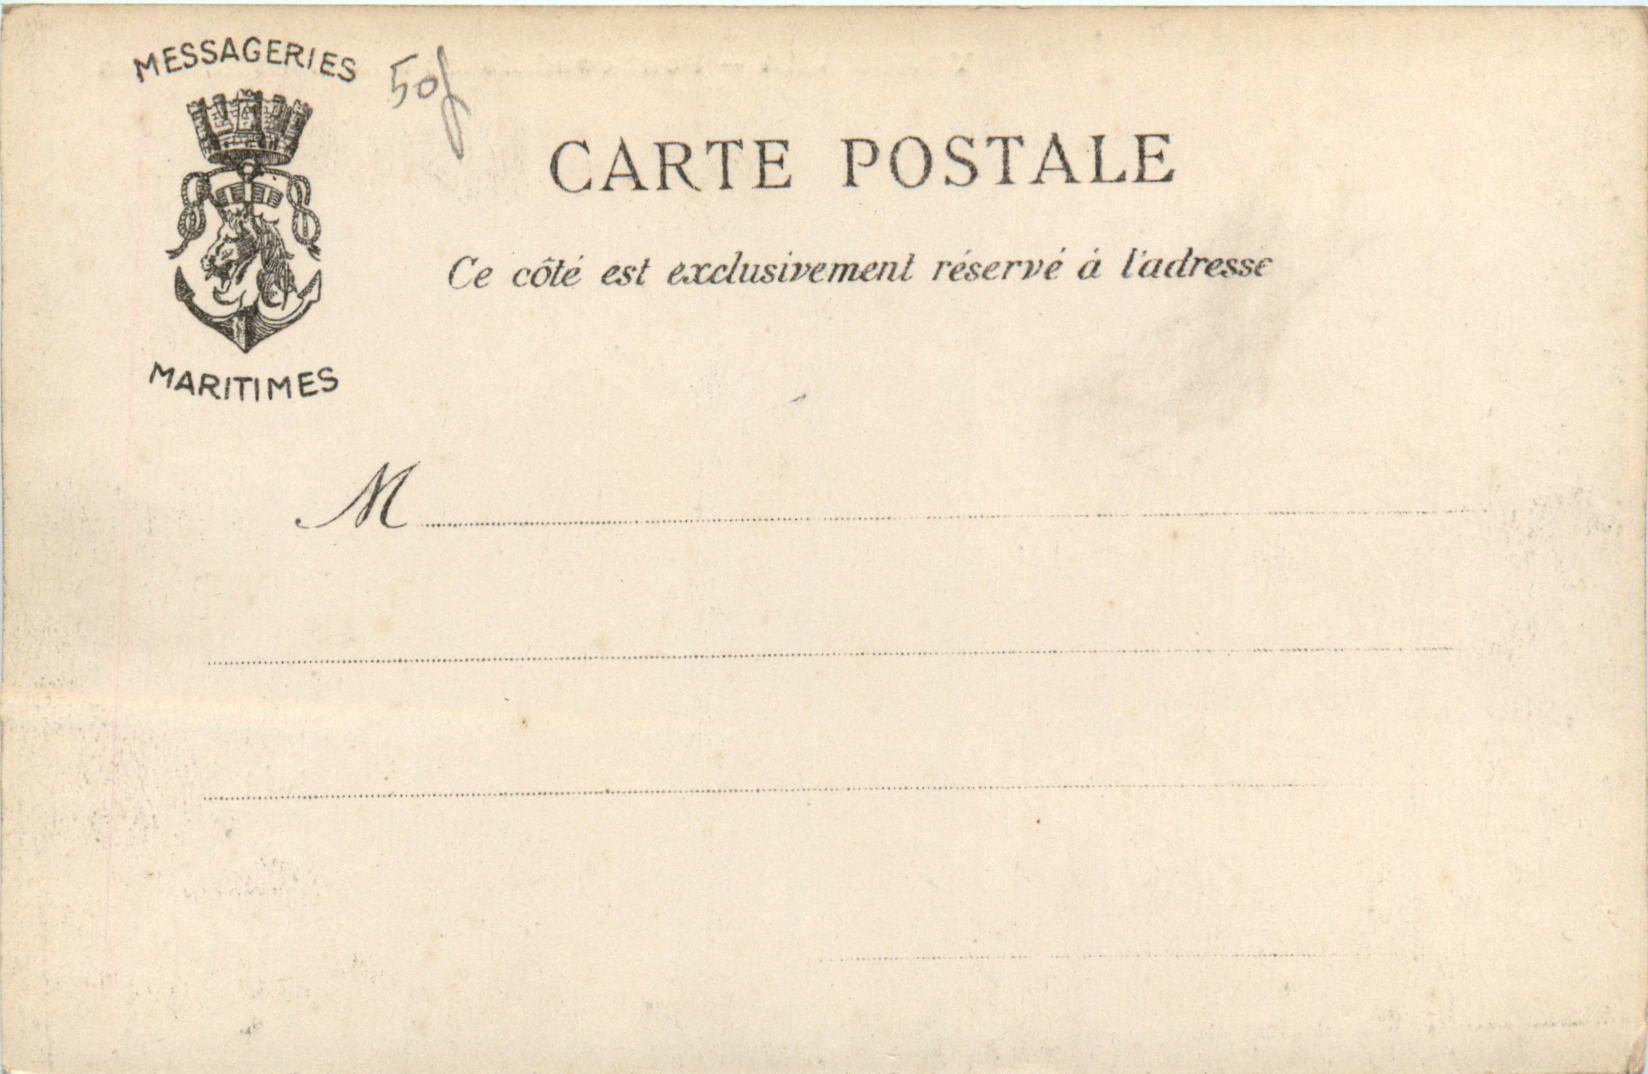 MESSAGERIES
50f
CARTE POSTALE
Ce côté est exclusivement réservé à l'adresse
MARITIMES
M